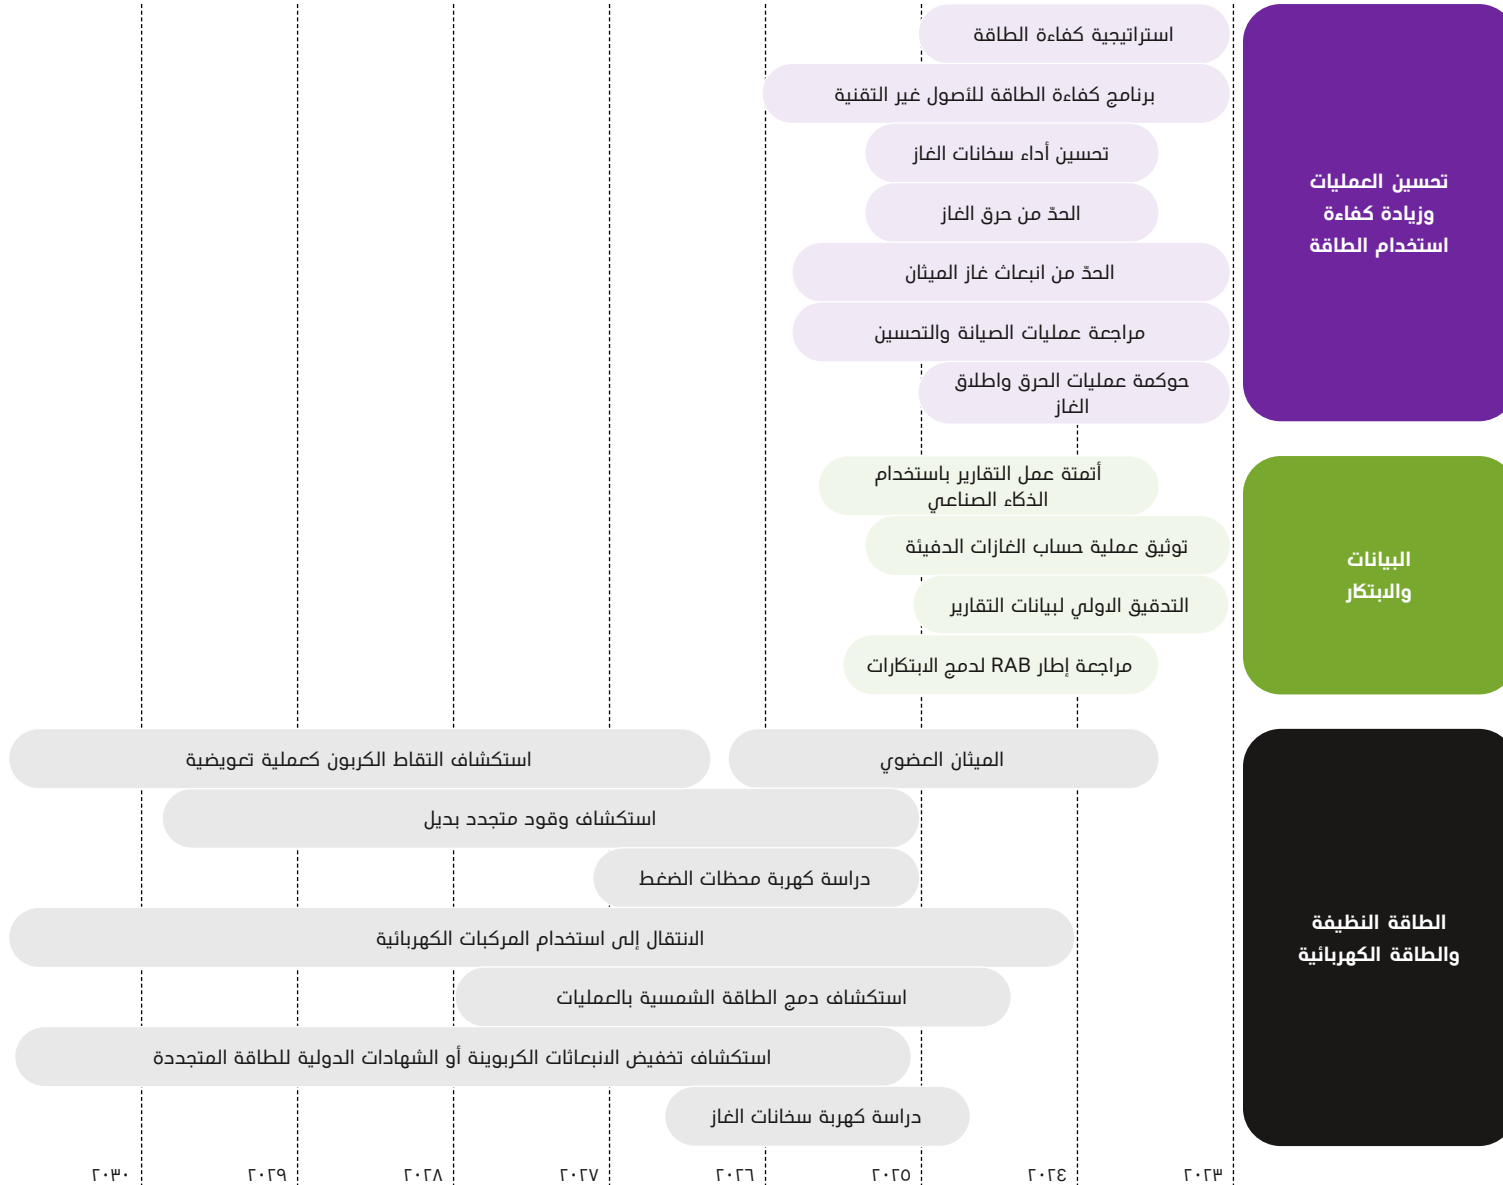 تحسين العمليات
وزيادة كفاءة
استخدام الطاقة
استراتيجية كفاءة الطاقة
برنامج كفاءة الطاقة للأصول غير التقنية
تحسين أداء سخانات الغاز
الحدّ من حرق الغاز
الحدّ من انبعاث غاز الميثان
مراجعة عمليات الصيانة والتحسين
حوكمة عمليات الحرق واطلاق
الغاز
البيانات
والابتكار
أتمتة عمل التقارير باستخدام
الذكاء الصناعي
توثيق عملية حساب الغازات الدفيئة
التدقيق الاولي لبيانات التقارير
مراجعة إطار RAB لدمج الابتكارات
الطاقة النظيفة
والطاقة الكهربائية
الميثان العضوي
استكشاف التقاط الكربون كعملية تعويضية
استكشاف وقود متجدد بديل
دراسة كهربة محظات الضغط
الانتقال إلى استخدام المركبات الكهربائية
استكشاف دمج الطاقة الشمسية بالعمليات
استكشاف تخفيض الانبعاثات الكربوينة أو الشهادات الدولية للطاقة المتجددة
دراسة كهربة سخانات الغاز
٢٠٢٣
٢٠٢٤
٢٠٢٥
٢٠٢٦
٢٠٢٧
٢٠٢٨
٢٠٢٩
٢٠٣٠